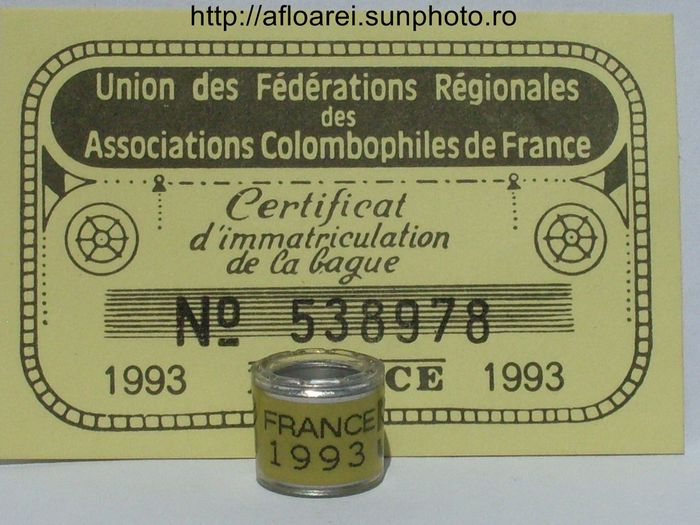 http://afloarei.sunphoto.ro
Union des Fédérations Régionales
des
Associations Colombophiles de France
Certificat
d'immatriculation
de la bague
Nº 538978
1993 CE 1993
FRANCE
1993